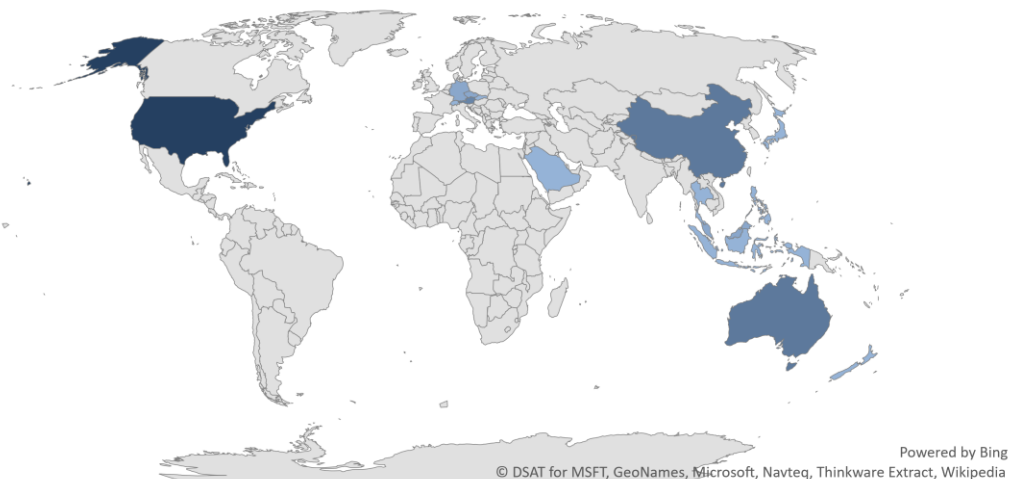 Powered by Bing
© DSAT for MSFT, GeoNames, Microsoft, Navteq, Thinkware Extract, Wikipedia